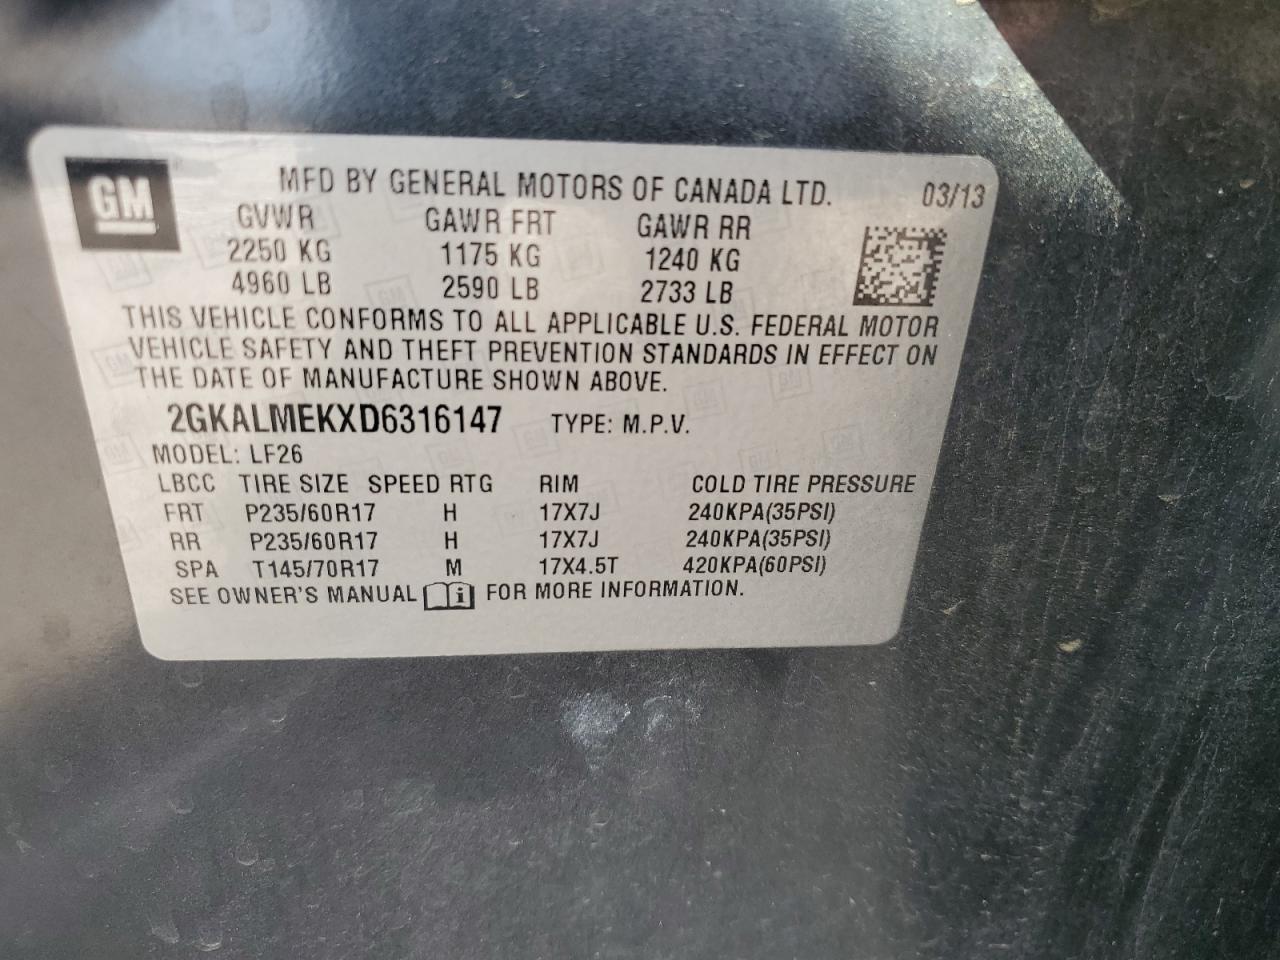 GM
MFD BY GENERAL MOTORS OF CANADA LTD. 03/13
GVWR GAWR FRT GAWR RR
2250 KG 1175 KG 1240 KG
4960 LB 2590 LB 2733 LB
THIS VEHICLE CONFORMS TO ALL APPLICABLE U.S. FEDERAL MOTOR
VEHICLE SAFETY AND THEFT PREVENTION STANDARDS IN EFFECT ON
THE DATE OF MANUFACTURE SHOWN ABOVE.
2GKALMEKXD6316147 TYPE: M.P.V.
MODEL: LF26
LBCC TIRE SIZE SPEED RTG RIM COLD TIRE PRESSURE
FRT P235/60R17 H 17X7J 240KPA(35PSI)
RR P235/60R17 H 17X7J 240KPA(35PSI)
SPA T145/70R17 M 17X4.5T 420KPA(60PSI)
SEE OWNER'S MANUAL i FOR MORE INFORMATION.